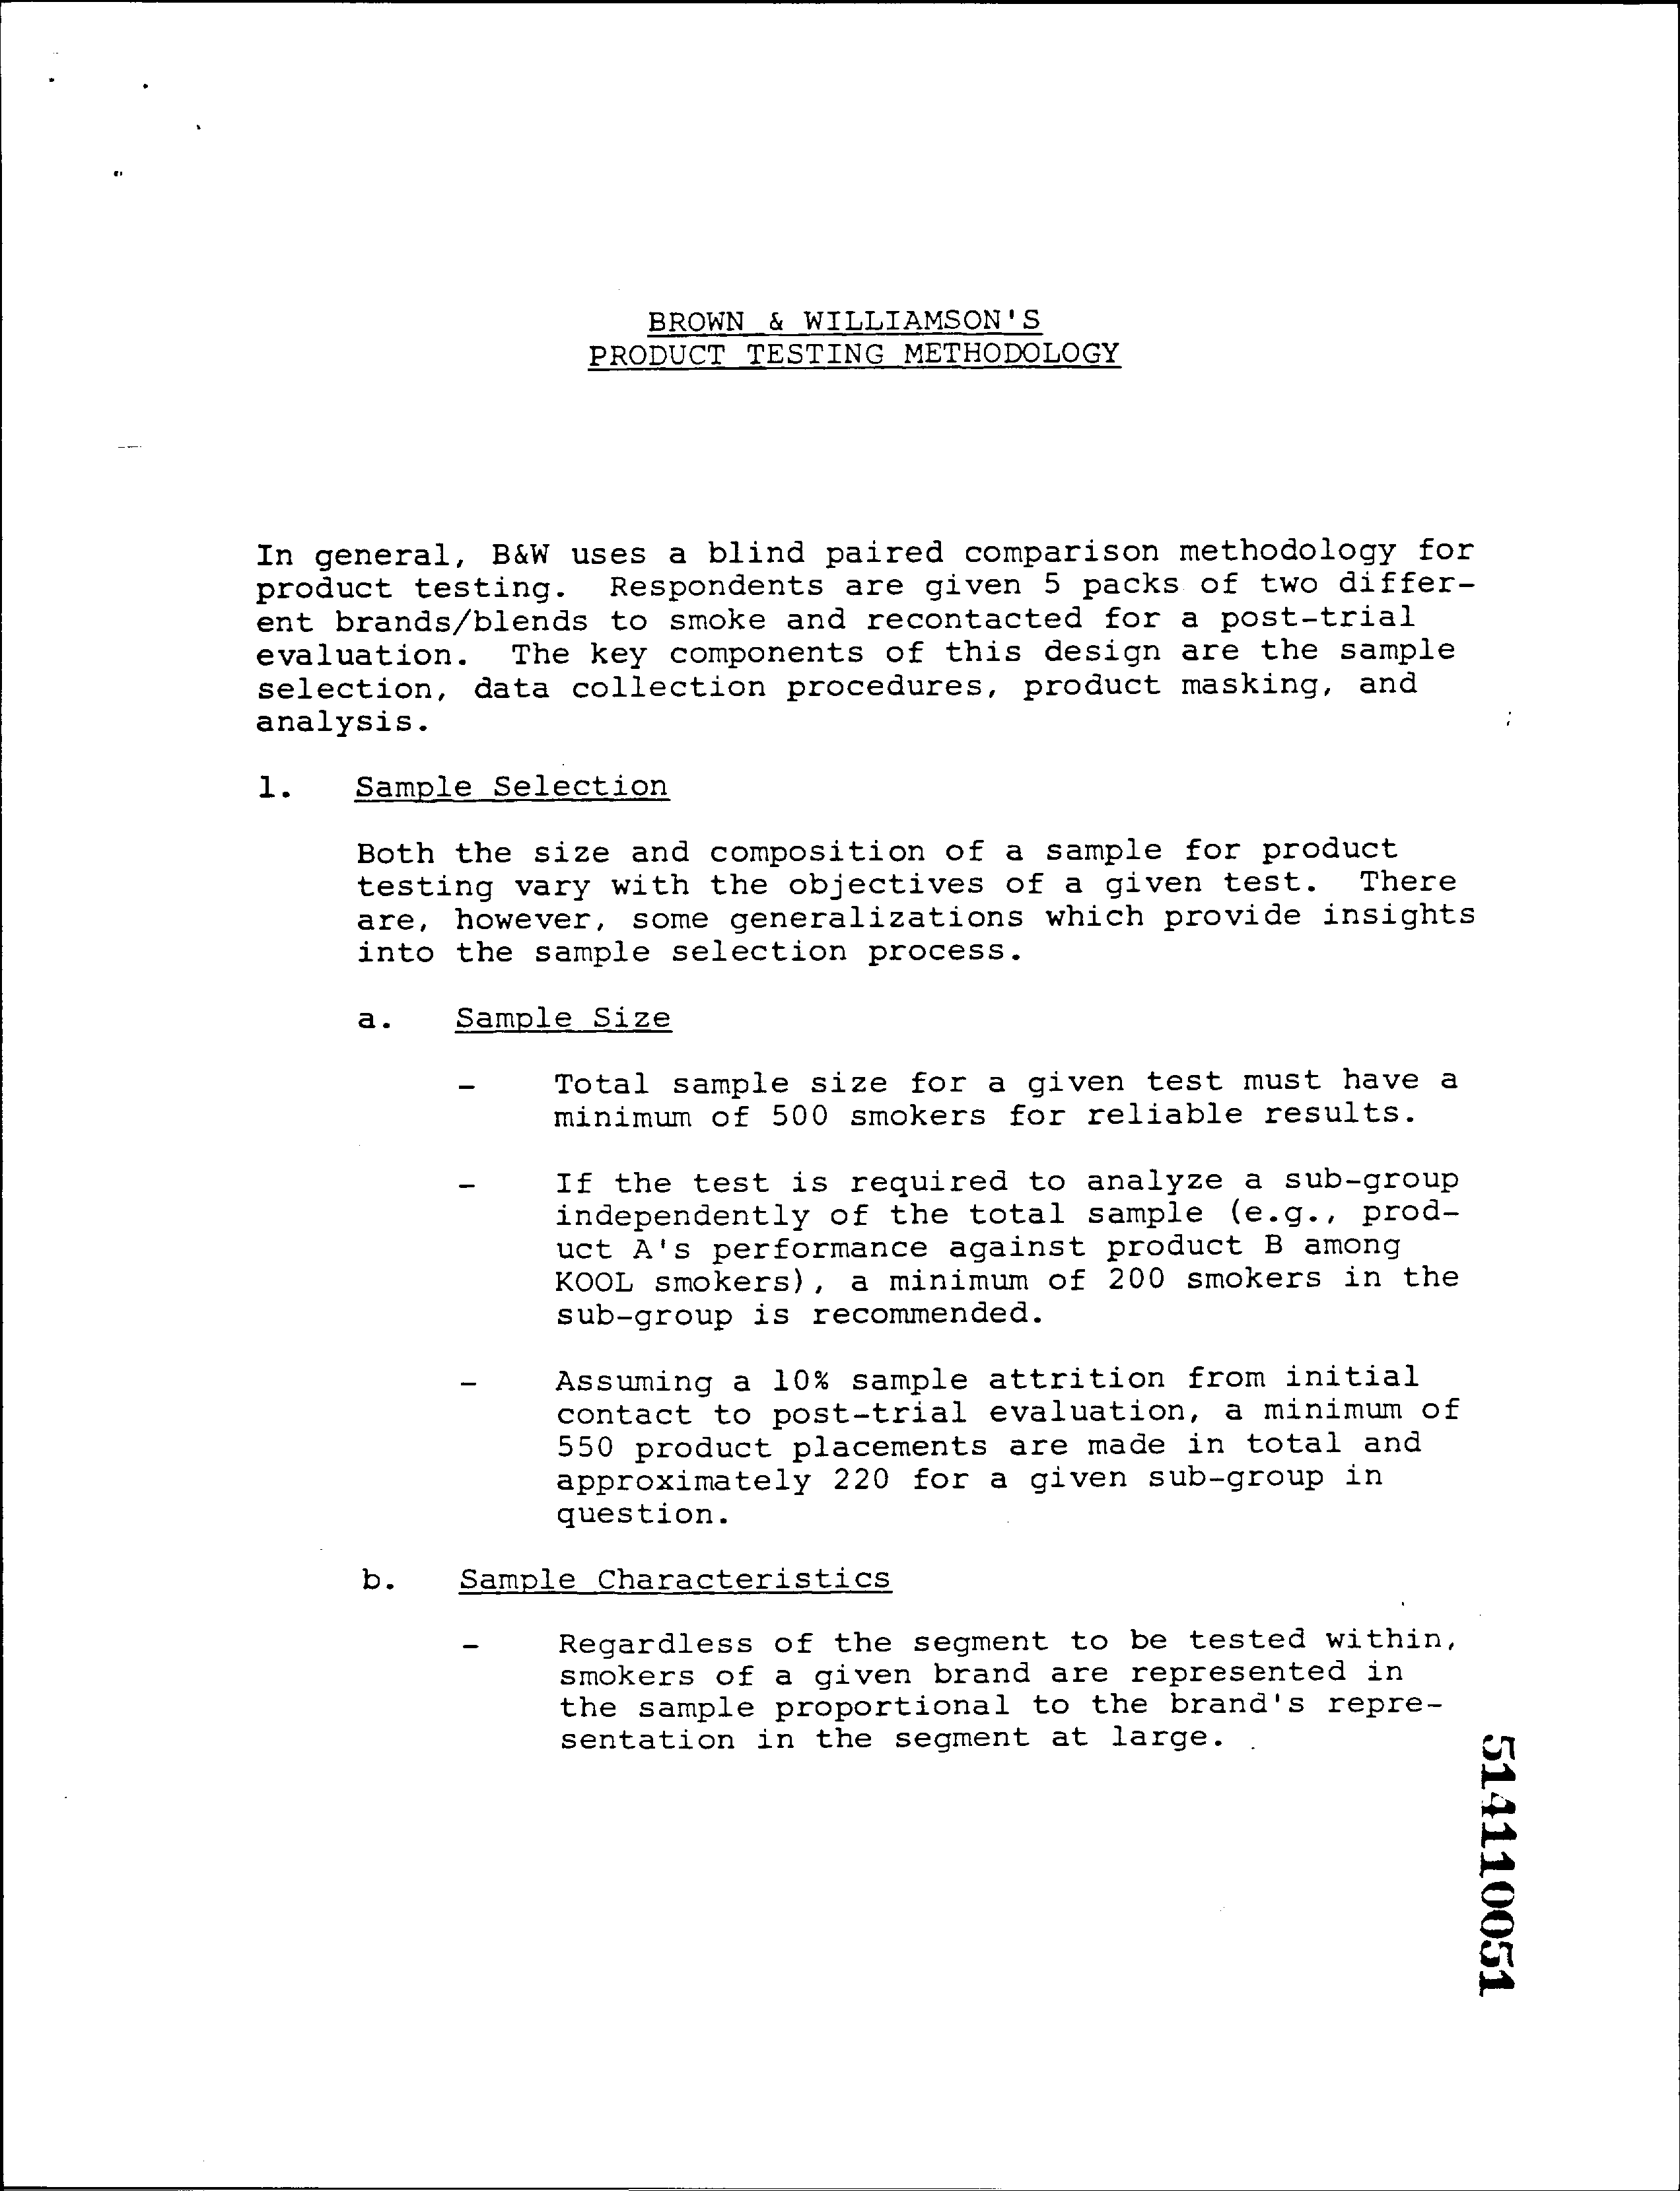 BROWN & WILLIAMSON'S
PRODUCT TESTING METHODOLOGY
In general, B&W uses a blind paired comparison methodology for
product testing. Respondents are given 5 packs of two differ-
ent brands/blends to smoke and recontacted for a post-trial
evaluation. The key components of this design are the sample
selection, data collection procedures, product masking, and
analysis.
1. Sample Selection
Both the size and composition of a sample for product
testing vary with the objectives of a given test. There
are, however, some generalizations which provide insights
into the sample selection process.
a. Sample Size
- Total sample size for a given test must have a
minimum of 500 smokers for reliable results.
- If the test is required to analyze a sub-group
independently of the total sample (e.g., prod-
uct A's performance against product B among
KOOL smokers), a minimum of 200 smokers in the
sub-group is recommended.
- Assuming a 10% sample attrition from initial
contact to post-trial evaluation, a minimum of
550 product placements are made in total and
approximately 220 for a given sub-group in
question.
b. Sample Characteristics
- Regardless of the segment to be tested within,
smokers of a given brand are represented in
the sample proportional to the brand's repre-
sentation in the segment at large.
514110051